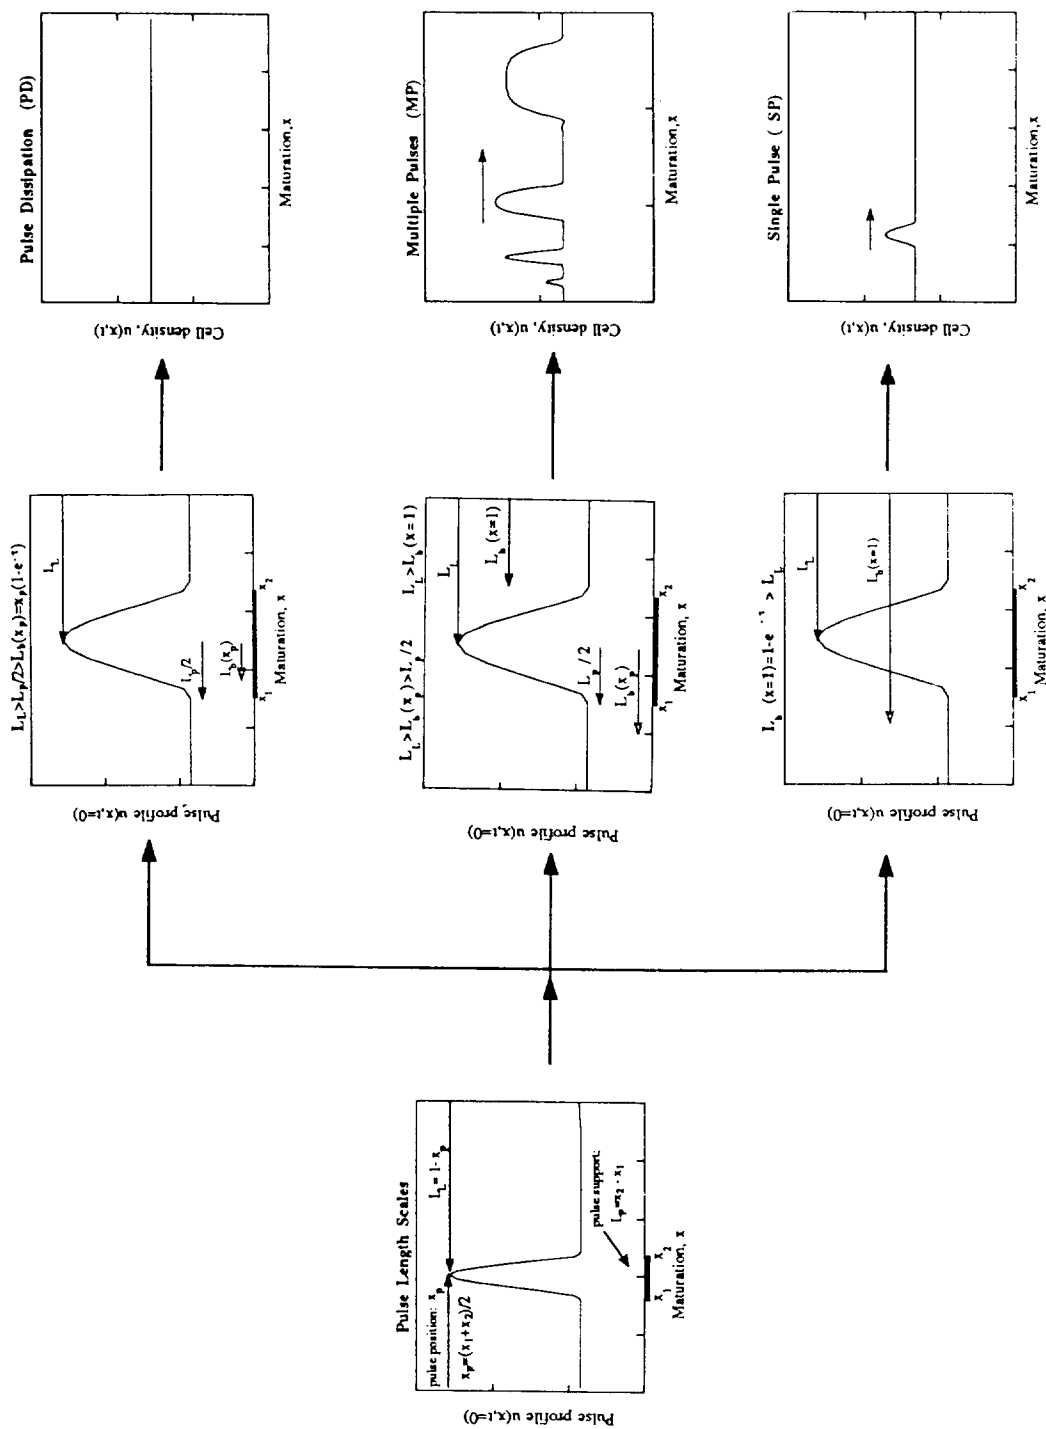 Pulse Length Scales
pulse position: x_p
x_p=(x_1+x_2)/2
L_L=1-x_p
pulse support:
L_p=x_2-x_1
x_1
x_2
Maturation, x
Pulse profile u(x,t=0)
L_L>L_p/2>L_b(x_p)=x_p(1-e^-τ)
L_L
L_p/2
L_b(x_p)
x_1
x_2
Maturation, x
Pulse profile u(x,t=0)
L_L>L_b(x_p)>L_p/2
L_L>L_b(x=1)
L_L
L_b(x=1)
L_p/2
L_b(x_p)
x_1
x_2
Maturation, x
Pulse profile u(x,t=0)
L_b(x=1)=1-e^-τ>L_L
L_L
L_b(x=1)
x_1
x_2
Maturation, x
Pulse profile u(x,t=0)
Pulse Dissipation (PD)
Maturation,x
Cell density, u(x,t)
Multiple Pulses (MP)
Maturation,x
Cell density, u(x,t)
Single Pulse ( SP)
Maturation,x
Cell density, u(x,t)